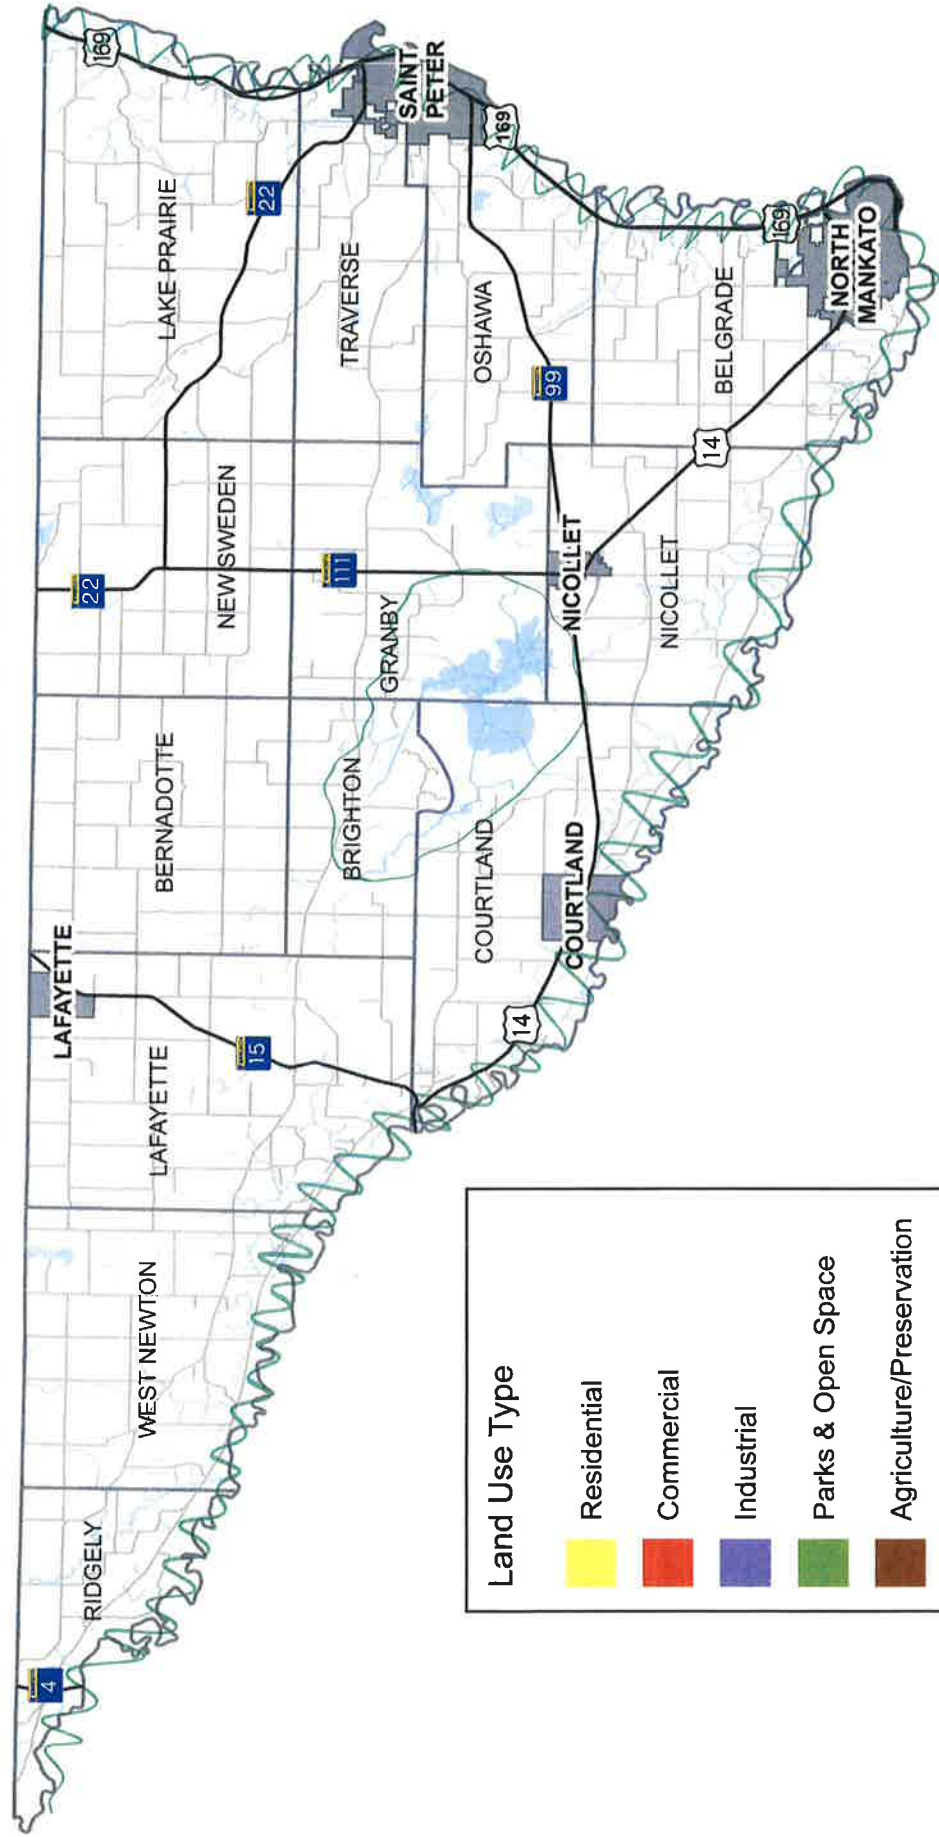 4
LAFAYETTE
22
RIDGELY
169
WEST NEWTON
LAFAYETTE
BERNADOTTE
LAKE PRAIRIE
NEW SWEDEN
15
22
111
TRAVERSE
BRIGHTON
GRANBY
SAINT
PETER
COURTLAND
OSHAWA
169
14
99
COURTLAND
NICOLLET
NICOLLET
14
BELGRADE
169
NORTH
MANKATO
Land Use Type
Residential
Commercial
Industrial
Parks & Open Space
Agriculture/Preservation